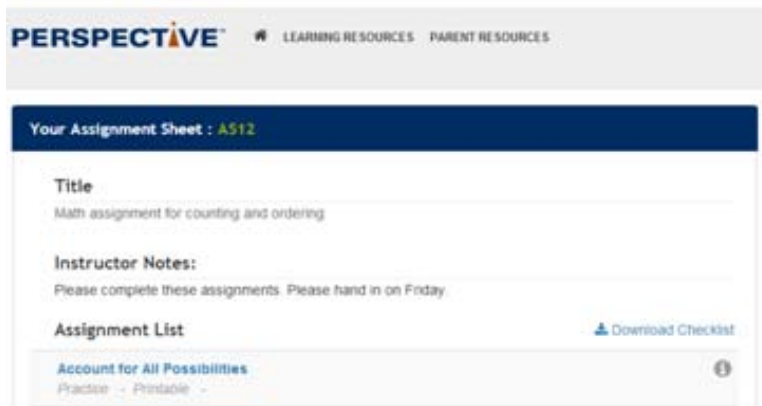 PERSPECTIVE LEARNING RESOURCES PARENT RESOURCES
Your Assignment Sheet : AS12
Title
Math assignment for counting and ordering
Instructor Notes:
Please complete these assignments. Please hand in on Friday.
Assignment List Download Checklist
Account for All Possibilities
Practice - Printable -